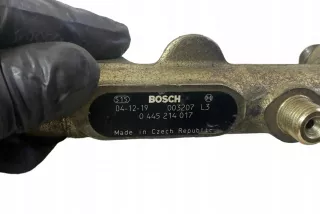 BOSCH
04-12-19 003207 L3
0 445 214 017
Made in Czech Republic